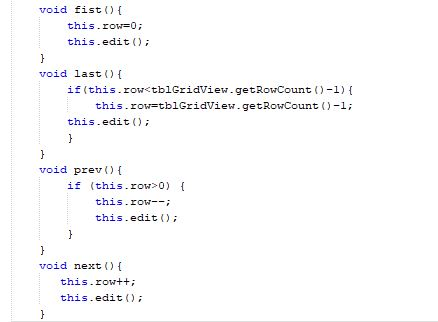 void fist(){
this.row=0;
this.edit();
}
void last(){
if(this.row<tblGridView.getRowCount()-1){
this.row=tblGridView.getRowCount()-1;
this.edit();
}
}
void prev(){
if (this.row>0) {
this.row--;
this.edit();
}
}
void next(){
this.row++;
this.edit();
}